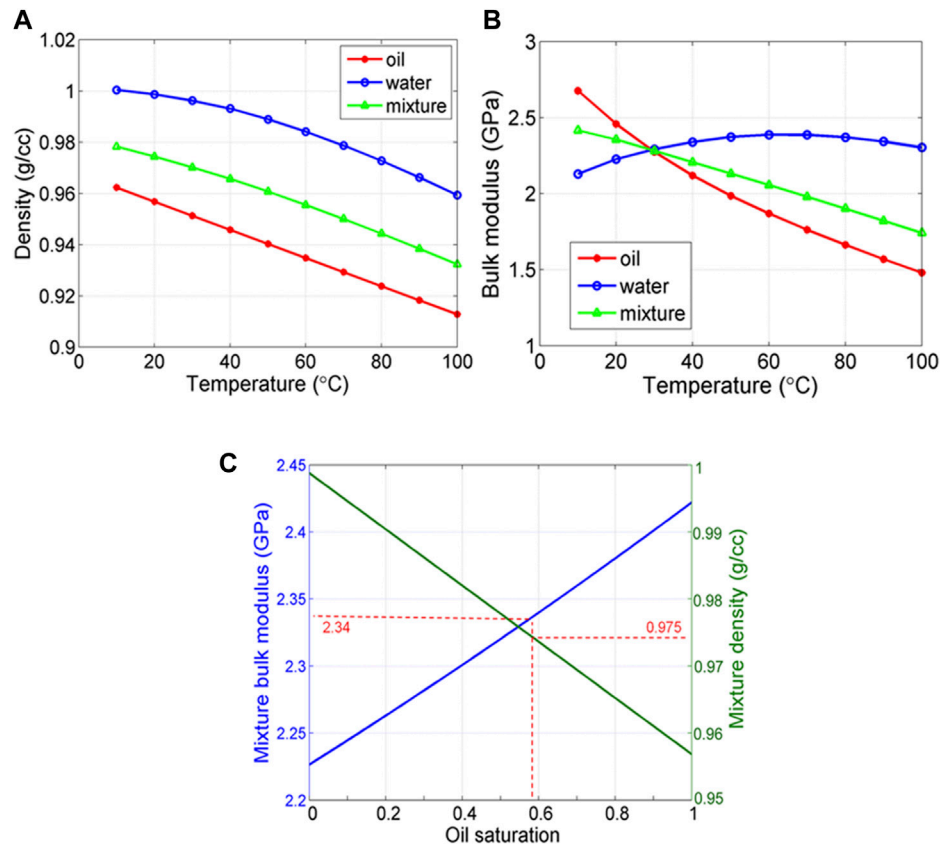 A
1.02
1
0.98
0.96
0.94
0.92
0.9
Density (g/cc)
0 20 40 60 80 100
Temperature (°C)
oil
water
mixture
B
3
2.5
2
1.5
1
Bulk modulus (GPa)
0 20 40 60 80 100
Temperature (°C)
oil
water
mixture
C
2.45
2.4
2.35
2.3
2.25
2.2
Mixture bulk modulus (GPa)
2.34
0.975
1
0.99
0.98
0.97
0.96
0.95
Mixture density (g/cc)
0 0.2 0.4 0.6 0.8 1
Oil saturation